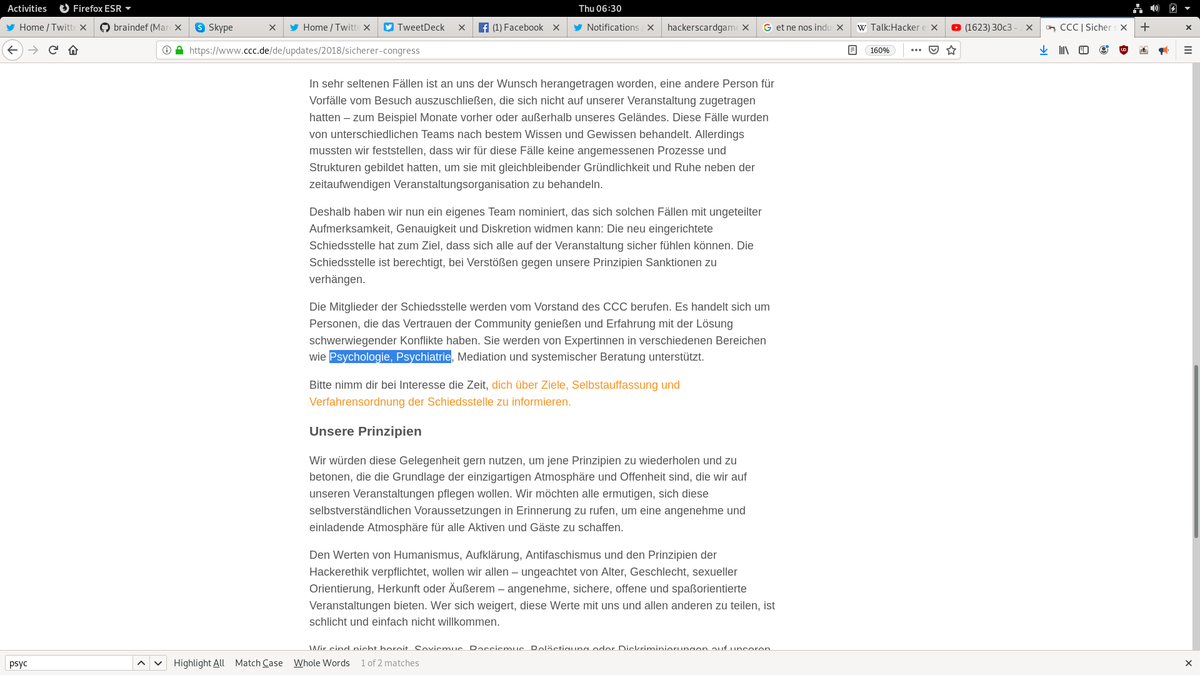 Activities Firefox ESR Thu 06:30
Home / Twitte braindef (Mar Skype Home / Twitte TweetDeck (1) Facebook Notifications hackerscardgame et ne nos indu Talk:Hacker e (1623) 30c3 - CCC | Sicher
https://www.ccc.de/de/updates/2018/sicherer-congress 160%
In sehr seltenen Fällen ist an uns der Wunsch herangetragen worden, eine andere Person für
Vorfälle vom Besuch auszuschließen, die sich nicht auf unserer Veranstaltung zugetragen
hatten – zum Beispiel Monate vorher oder außerhalb unseres Geländes. Diese Fälle wurden
von unterschiedlichen Teams nach bestem Wissen und Gewissen behandelt. Allerdings
mussten wir feststellen, dass wir für diese Fälle keine angemessenen Prozesse und
Strukturen gebildet hatten, um sie mit gleichbleibender Gründlichkeit und Ruhe neben der
zeitaufwendigen Veranstaltungsorganisation zu behandeln.
Deshalb haben wir nun ein eigenes Team nominiert, das sich solchen Fällen mit ungeteilter
Aufmerksamkeit, Genauigkeit und Diskretion widmen kann: Die neu eingerichtete
Schiedsstelle hat zum Ziel, dass sich alle auf der Veranstaltung sicher fühlen können. Die
Schiedsstelle ist berechtigt, bei Verstößen gegen unsere Prinzipien Sanktionen zu
verhängen.
Die Mitglieder der Schiedsstelle werden vom Vorstand des CCC berufen. Es handelt sich um
Personen, die das Vertrauen der Community genießen und Erfahrung mit der Lösung
schwerwiegender Konflikte haben. Sie werden von Expertinnen in verschiedenen Bereichen
wie Psychologie, Psychiatrie, Mediation und systemischer Beratung unterstützt.
Bitte nimm dir bei Interesse die Zeit, dich über Ziele, Selbstauffassung und
Verfahrensordnung der Schiedsstelle zu informieren.
Unsere Prinzipien
Wir würden diese Gelegenheit gern nutzen, um jene Prinzipien zu wiederholen und zu
betonen, die die Grundlage der einzigartigen Atmosphäre und Offenheit sind, die wir auf
unseren Veranstaltungen pflegen wollen. Wir möchten alle ermutigen, sich diese
selbstverständlichen Voraussetzungen in Erinnerung zu rufen, um eine angenehme und
einladende Atmosphäre für alle Aktiven und Gäste zu schaffen.
Den Werten von Humanismus, Aufklärung, Antifaschismus und den Prinzipien der
Hackerethik verpflichtet, wollen wir allen – ungeachtet von Alter, Geschlecht, sexueller
Orientierung, Herkunft oder Äußerem – angenehme, sichere, offene und spaßorientierte
Veranstaltungen bieten. Wer sich weigert, diese Werte mit uns und allen anderen zu teilen, ist
schlicht und einfach nicht willkommen.
Wir sind nicht bereit, Sexismus, Rassismus, Belästigung oder Diskriminierungen auf unseren
psyc Highlight All Match Case Whole Words 1 of 2 matches